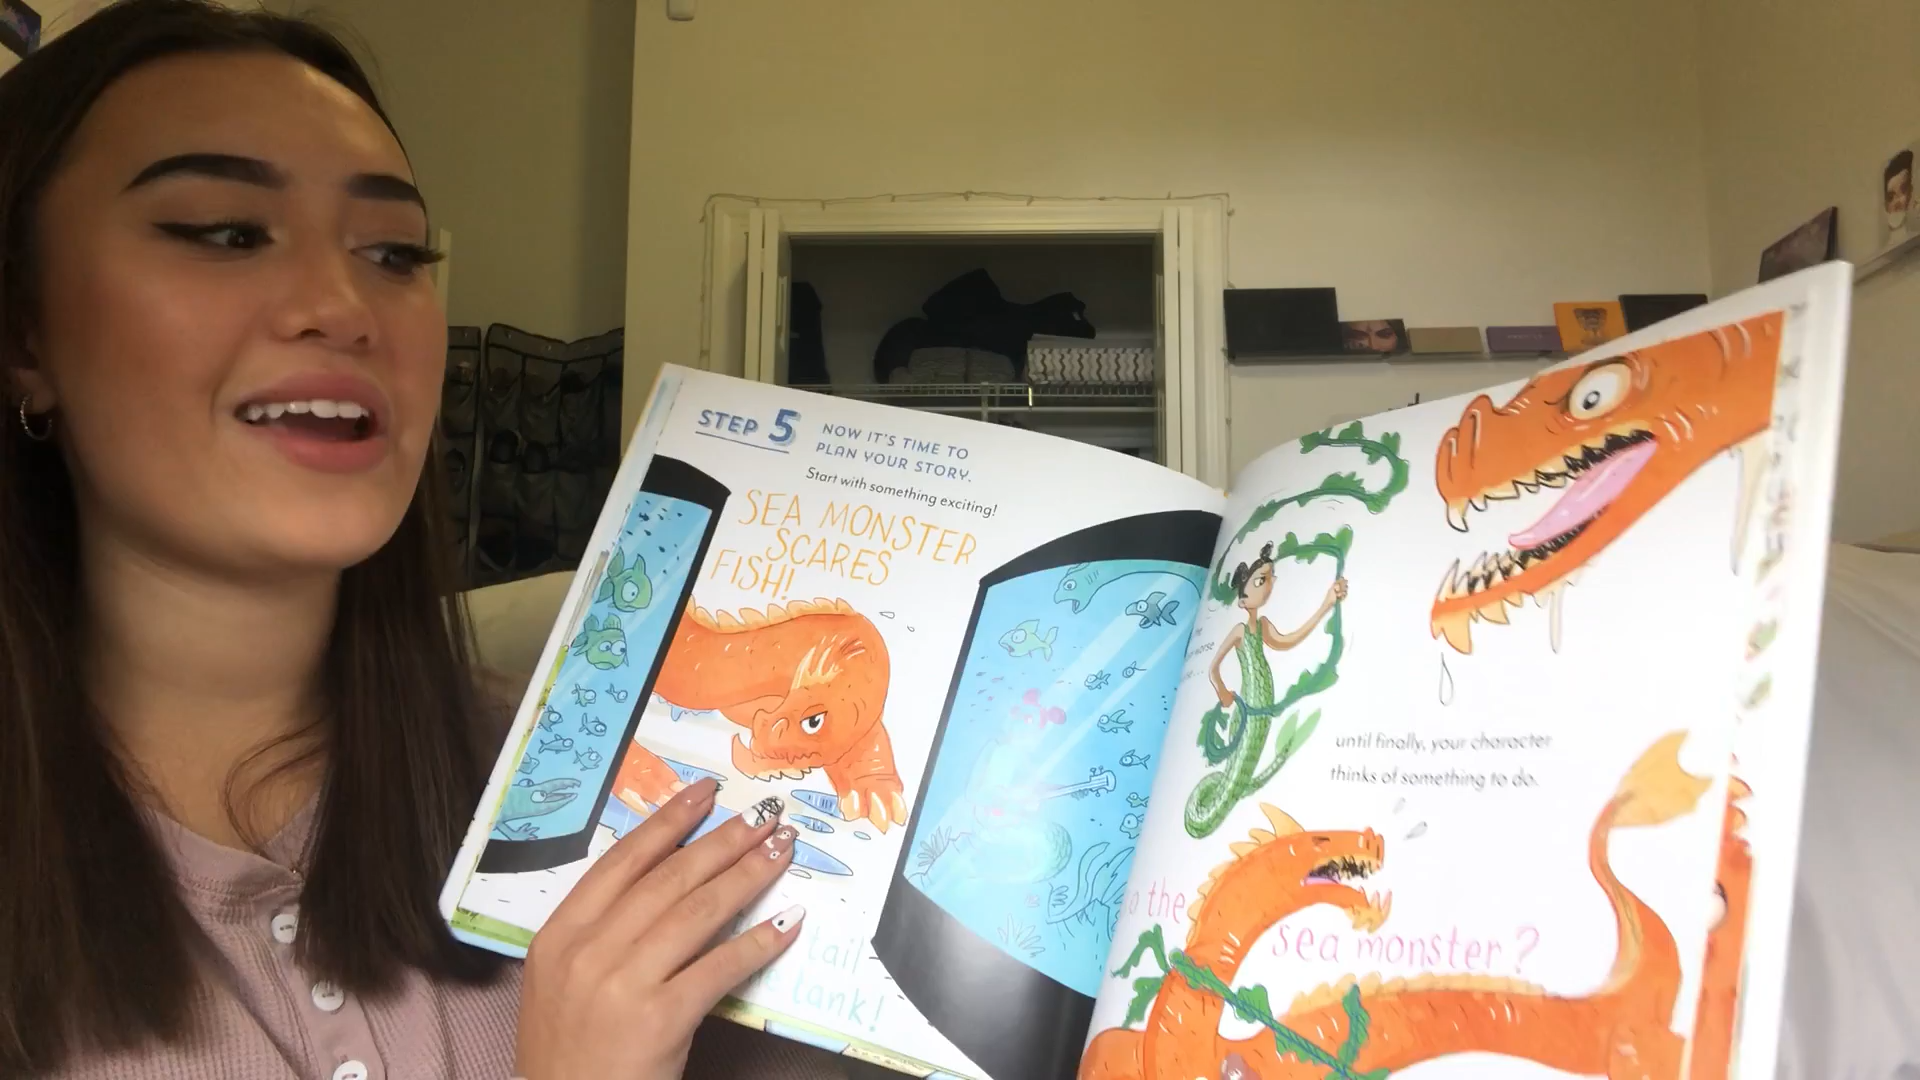 STEP 5
NOW IT'S TIME TO
PLAN YOUR STORY.
Start with something exciting!
SEA MONSTER
SCARES
FISH!
tail
tank!
until finally, your character
thinks of something to do.
the
sea monster?